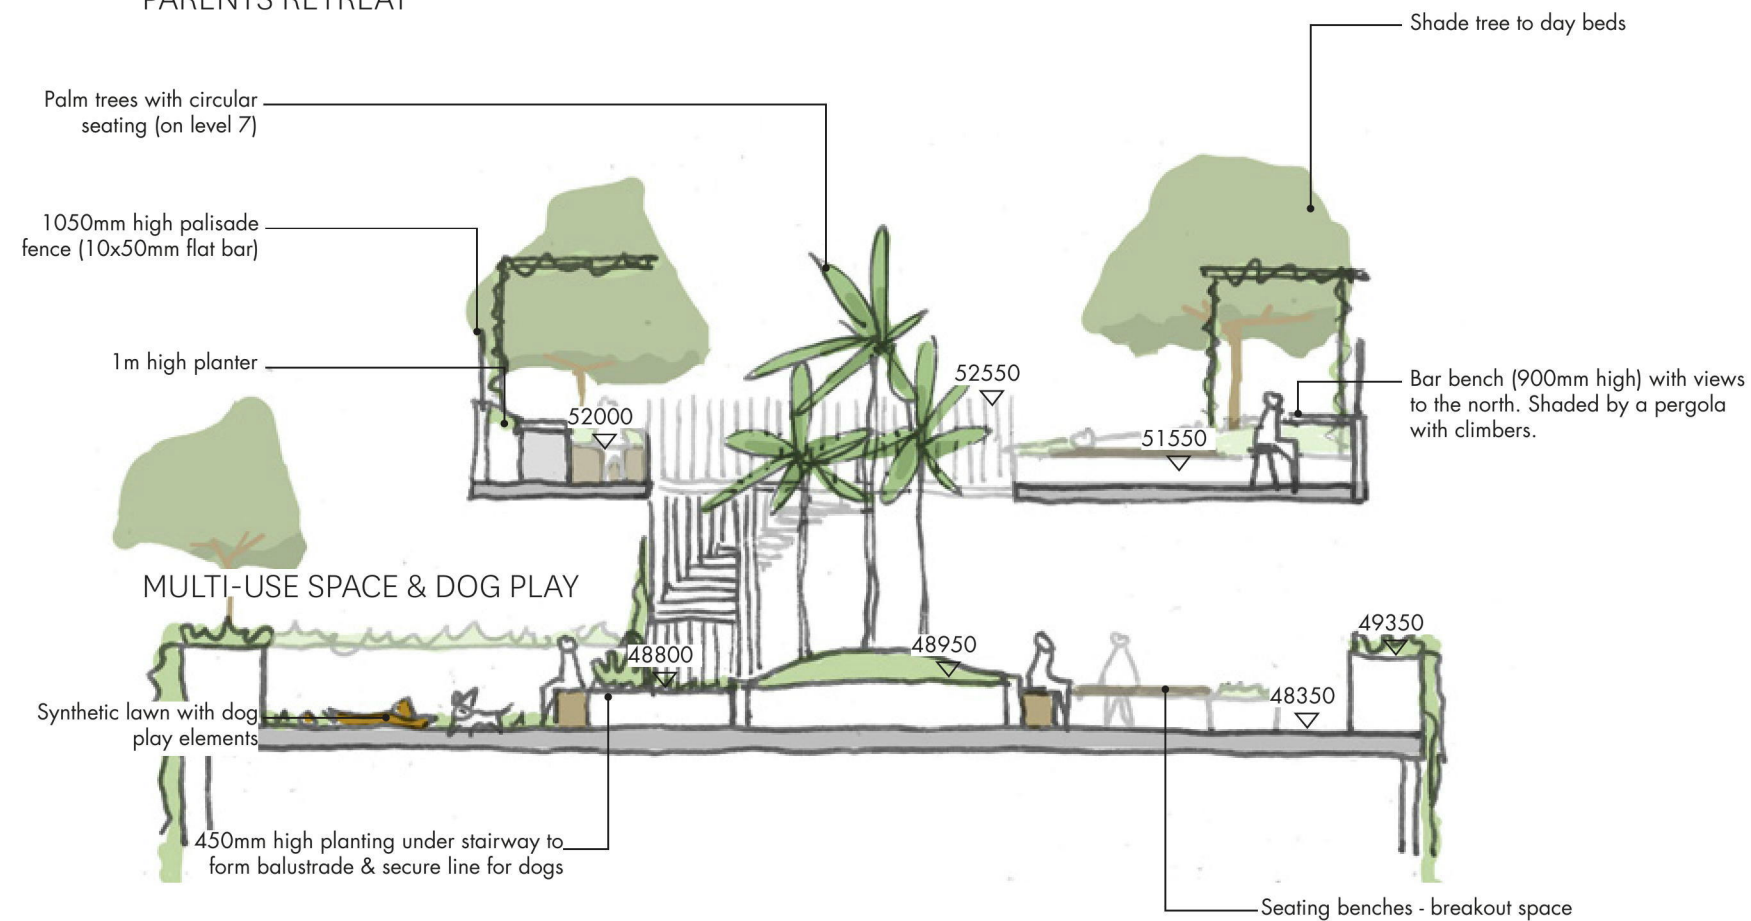 PARENTS RETREAT
Shade tree to day beds
Palm trees with circular
seating (on level 7)
1050mm high palisade
fence (10x50mm flat bar)
1m high planter
52000
52550
51550
Bar bench (900mm high) with views
to the north. Shaded by a pergola
with climbers.
MULTI-USE SPACE & DOG PLAY
48800
48950
49350
48350
Synthetic lawn with dog
play elements
450mm high planting under stairway to
form balustrade & secure line for dogs
Seating benches - breakout space